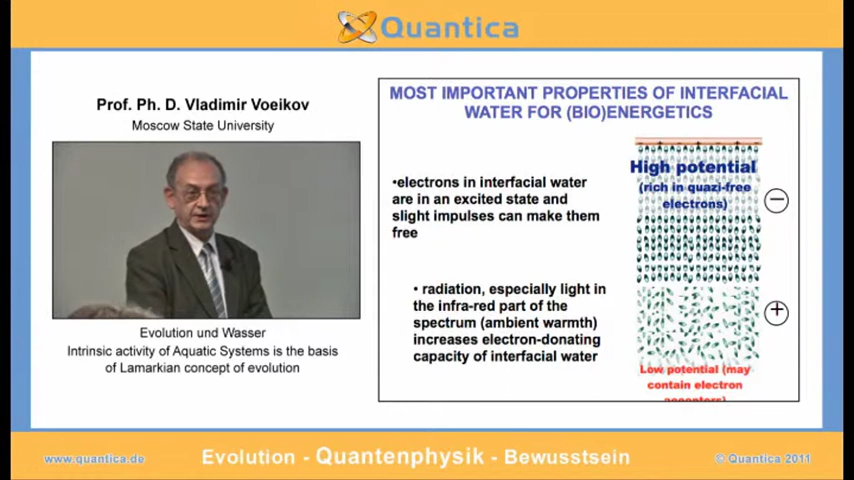 Quantica
Prof. Ph. D. Vladimir Voeikov
Moscow State University
Evolution und Wasser
Intrinsic activity of Aquatic Systems is the basis
of Lamarkian concept of evolution
MOST IMPORTANT PROPERTIES OF INTERFACIAL
WATER FOR (BIO)ENERGETICS
•electrons in interfacial water
are in an excited state and
slight impulses can make them
free
• radiation, especially light in
the infra-red part of the
spectrum (ambient warmth)
increases electron-donating
capacity of interfacial water
High potential
(rich in quazi-free
electrons)
−
+
Low potential (may
contain electron
acceptors)
www.quantica.de
Evolution - Quantenphysik - Bewusstsein
© Quantica 2011